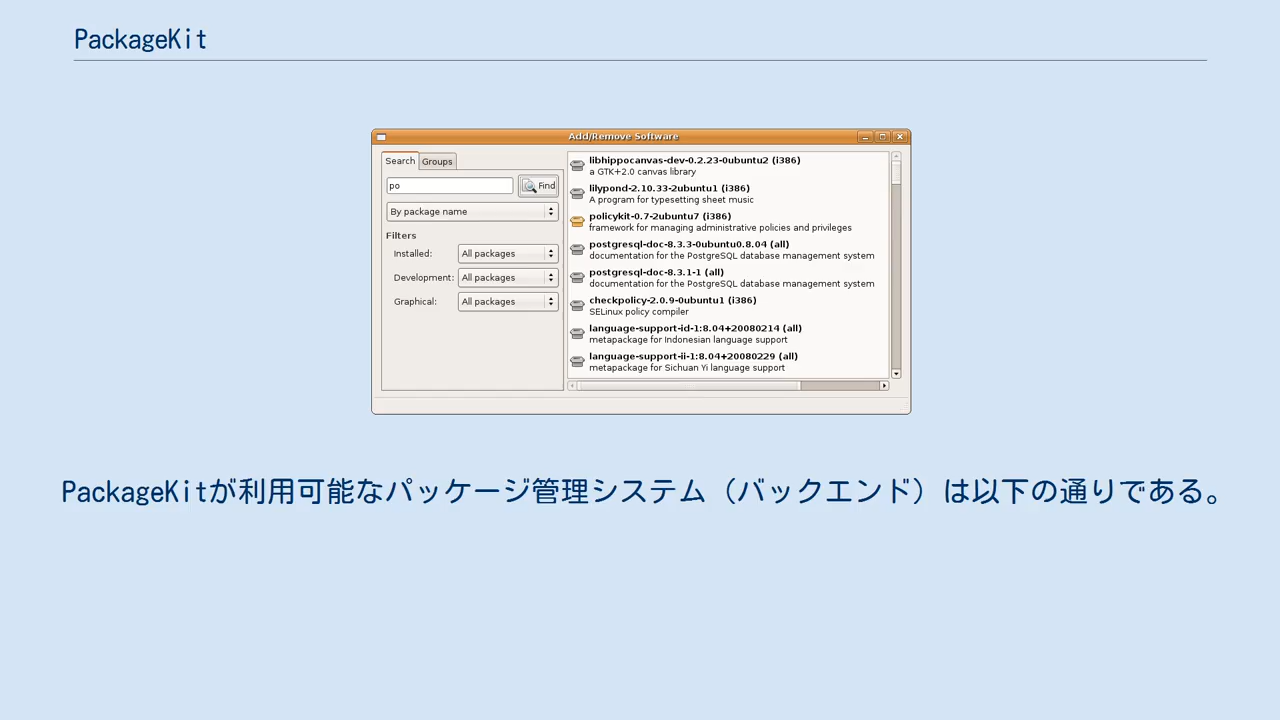 PackageKit
Add/Remove Software
Search Groups
po Find
By package name
Filters
Installed: All packages
Development: All packages
Graphical: All packages
libhippocanvas-dev-0.2.23-0ubuntu2 (i386)
a GTK+2.0 canvas library
lilypond-2.10.33-2ubuntu1 (i386)
A program for typesetting sheet music
policykit-0.7-2ubuntu7 (i386)
framework for managing administrative policies and privileges
postgresql-doc-8.3.3-0ubuntu0.8.04 (all)
documentation for the PostgreSQL database management system
postgresql-doc-8.3.1-1 (all)
documentation for the PostgreSQL database management system
checkpolicy-2.0.9-0ubuntu1 (i386)
SELinux policy compiler
language-support-id-1:8.04+20080214 (all)
metapackage for Indonesian language support
language-support-ii-1:8.04+20080229 (all)
metapackage for Sichuan Yi language support
PackageKitが利用可能なパッケージ管理システム（バックエンド）は以下の通りである。